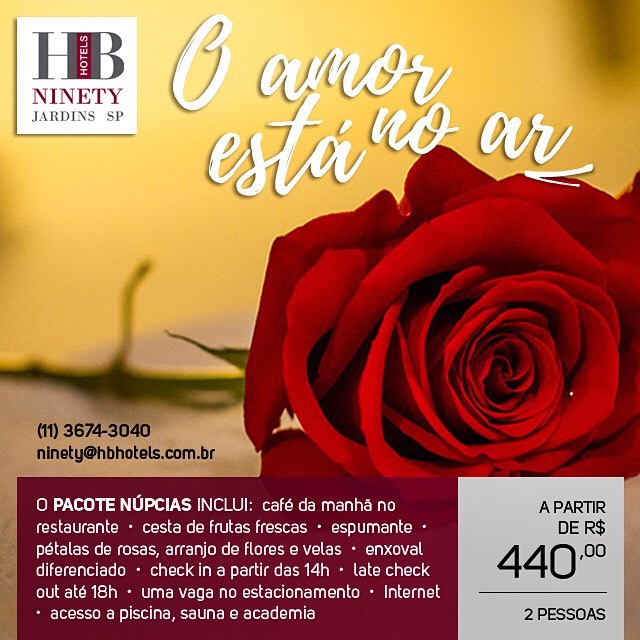 HB
HOTELS
NINETY
JARDINS SP
O amor
está no ar
(11) 3674-3040
ninety@hbhotels.com.br
O PACOTE NÚPCIAS INCLUI: café da manhã no
restaurante • cesta de frutas frescas • espumante •
pétalas de rosas, arranjo de flores e velas • enxoval
diferenciado • check in a partir das 14h • late check
out até 18h • uma vaga no estacionamento • Internet
• acesso a piscina, sauna e academia
A PARTIR
DE R$
440,00
2 PESSOAS